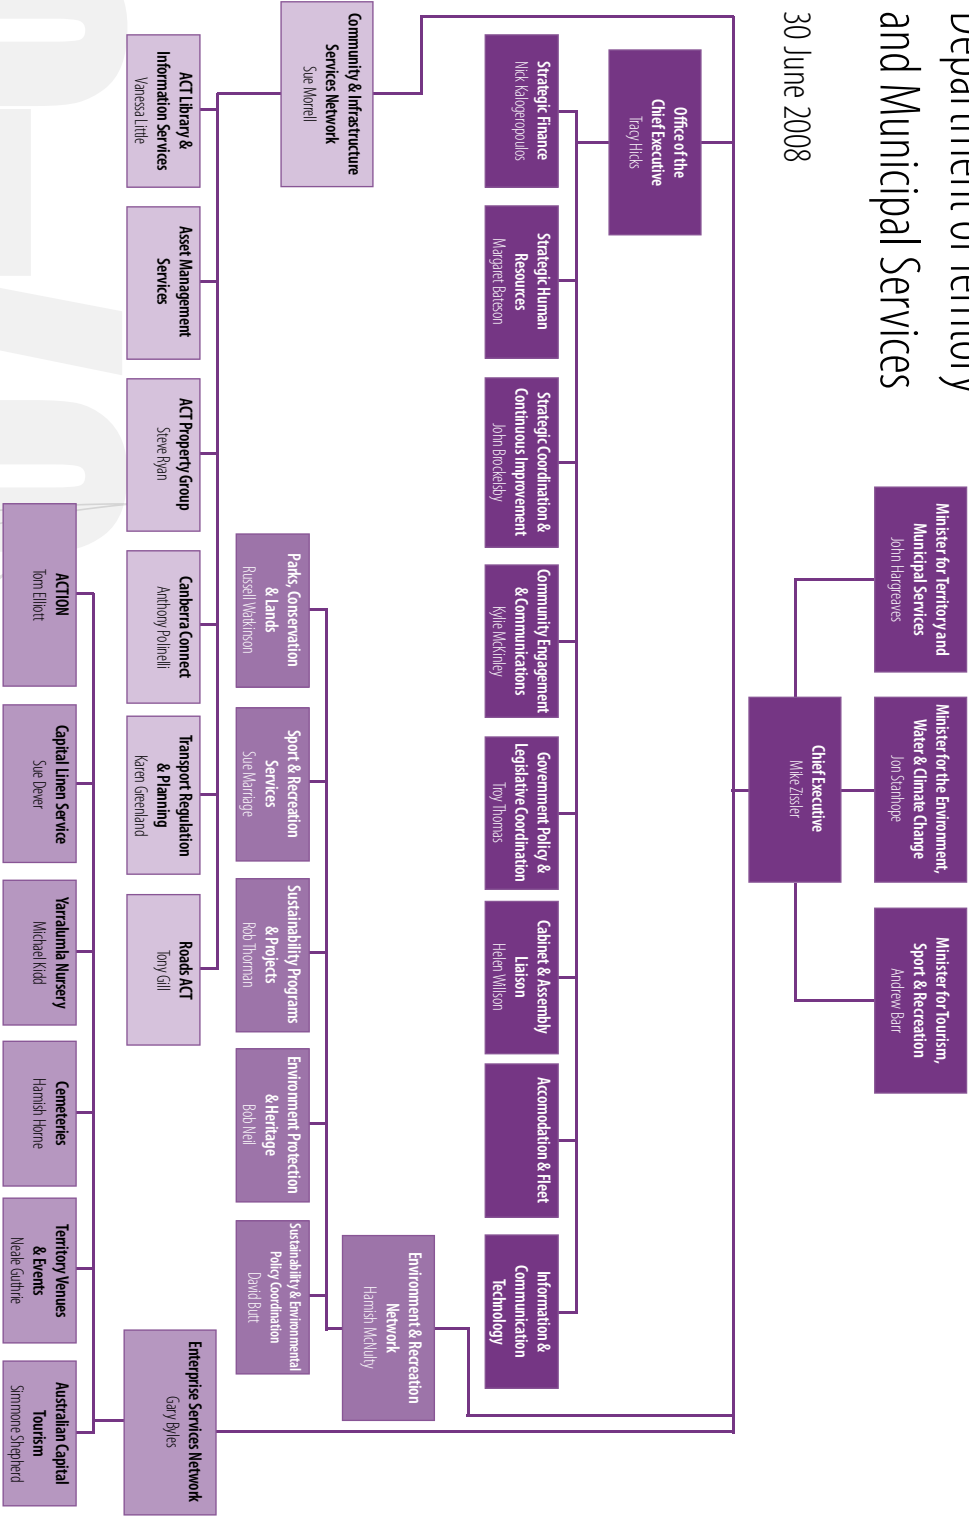 Department of Territory
and Municipal Services
30 June 2008
Minister for Territory and
Municipal Services
John Hargreaves
Minister for the Environment,
Water & Climate Change
Jon Stanhope
Minister for Tourism,
Sport & Recreation
Andrew Barr
Chief Executive
Mike Zissler
Office of the
Chief Executive
Tracy Hicks
Strategic Finance
Nick Kalogeropoulos
Strategic Human
Resources
Margaret Bateson
Strategic Coordination &
Continuous Improvement
John Brockelsby
Community Engagement
& Communications
Kylie McKinley
Government Policy &
Legislative Coordination
Troy Thomas
Cabinet & Assembly
Liaison
Helen Willson
Accomodation & Fleet
Information &
Communication
Technology
Community & Infrastructure
Services Network
Sue Morrell
Environment & Recreation
Network
Hamish McNulty
Parks, Conservation
& Lands
Russell Watkinson
Sport & Recreation
Services
Sue Marriage
Sustainability Programs
& Projects
Rob Thorman
Environment Protection
& Heritage
Bob Neil
Sustainability & Environmental
Policy Coordination
David Butt
ACT Library &
Information Services
Vanessa Little
Asset Management
Services
ACT Property Group
Steve Ryan
Canberra Connect
Anthony Polinelli
Transport Regulation
& Planning
Karen Greenland
Roads ACT
Tony Gill
Enterprise Services Network
Gary Byles
ACTION
Tom Elliott
Capital Linen Service
Sue Dever
Yarralumla Nursery
Michael Kidd
Cemeteries
Hamish Horne
Territory Venues
& Events
Neale Guthrie
Australian Capital
Tourism
Simmone Shepherd